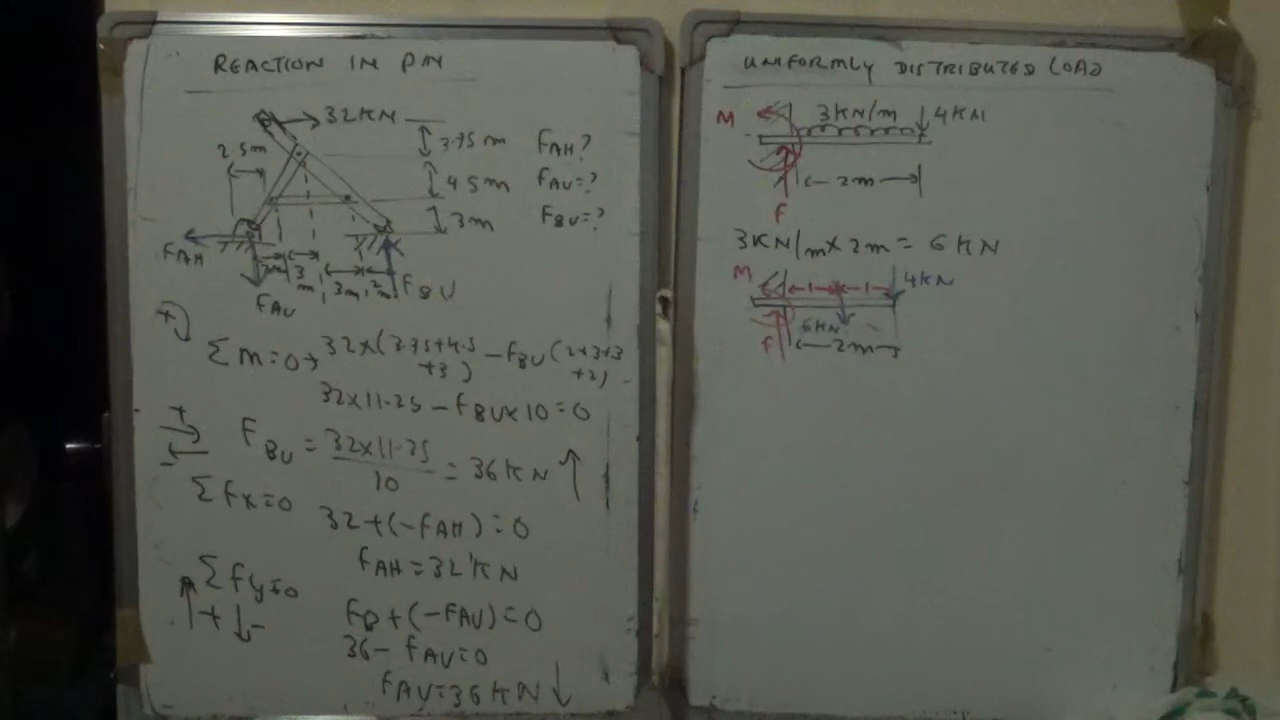 REACTION IN PIN
32KN
2.5m
3.75m FAH?
4.5m FAV=?
3m FBV=?
FAH
2m 3m 3m 2m FBV
FAV
+
Σm=0+ 32x(3.75+4.5+3) - FBV(2+3+3+2)
32x11.25 - FBVx10=0
+
-
FBV = 32x11.25/10 = 36KN ↑
Σfx=0
32+(-FAH)=0
FAH=32KN
Σfy=0
↑+ ↓-
FB+(-FAV)=0
36-FAV=0
FAV=36KN ↓
UNIFORMLY DISTRIBUTED LOAD
M 3KN/m 4KN
2m
F
3KN/m x 2m = 6KN
M 1 1 4KN
6KN
F 2m